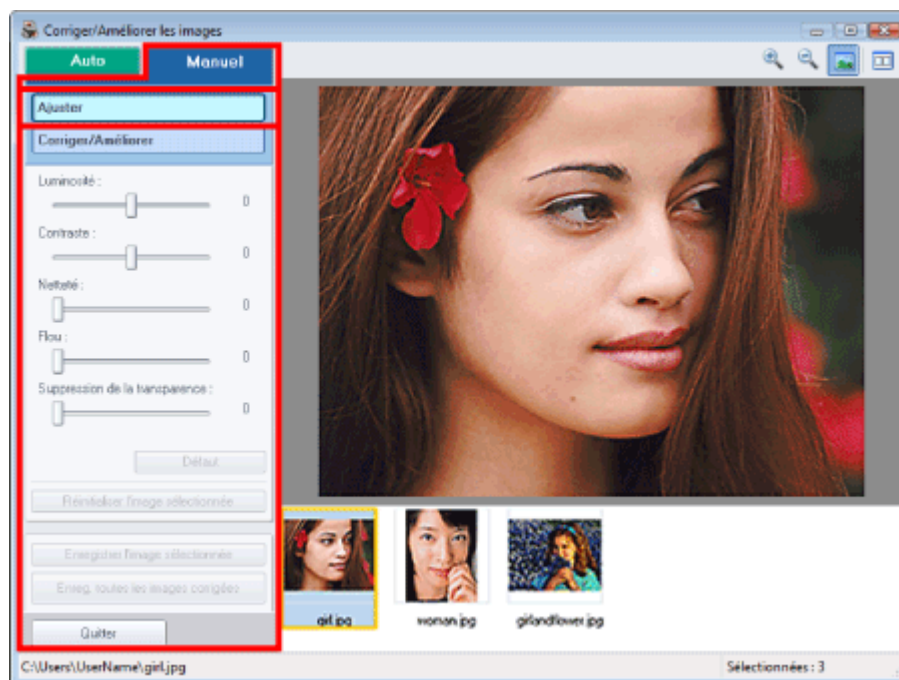 Corriger/Améliorer les images
Auto
Manuel
Ajuster
Corriger/Améliorer
Luminosité :
0
Contraste :
0
Netteté :
0
Flou :
0
Suppression de la transparence :
0
Défaut
Réinitialiser l'image sélectionnée
Enregistrer l'image sélectionnée
Enreg. toutes les images corrigées
Quitter
girl.jpg
woman.jpg
girlandflower.jpg
C:\Users\UserName\girl.jpg
Sélectionnées : 3